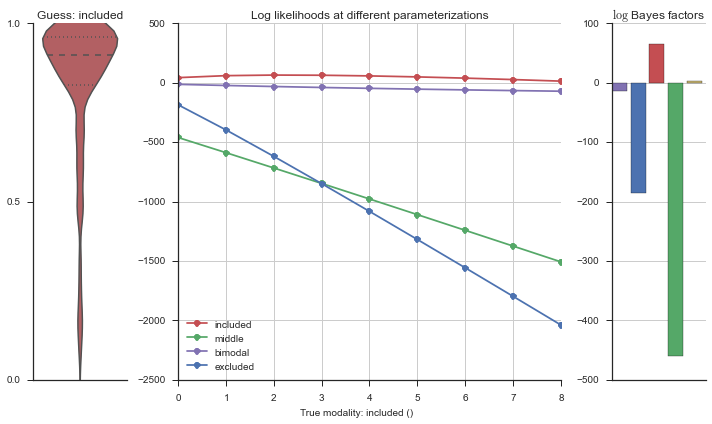 Guess: included
1.0
0.5
0.0
Log likelihoods at different parameterizations
500
0
−500
−1000
−1500
−2000
−2500
included
middle
bimodal
excluded
0 1 2 3 4 5 6 7 8
True modality: included ()
log Bayes factors
100
0
−100
−200
−300
−400
−500